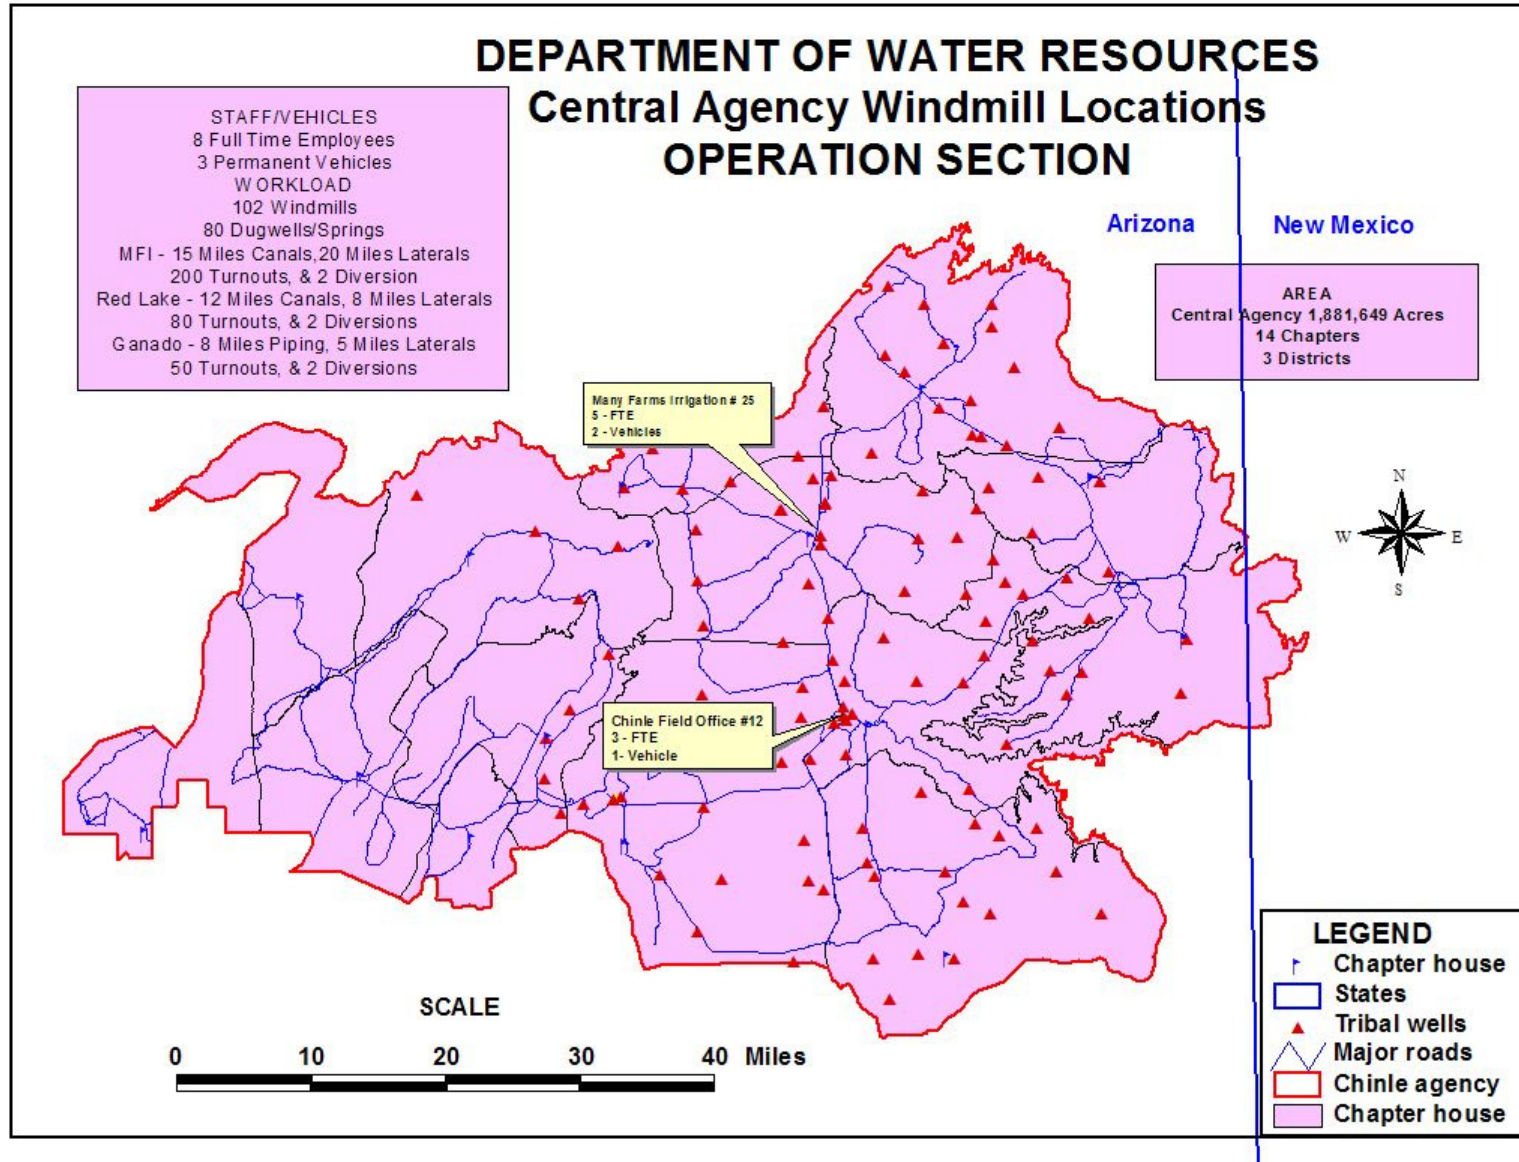 DEPARTMENT OF WATER RESOURCES
Central Agency Windmill Locations
OPERATION SECTION
STAFF/VEHICLES
8 Full Time Employees
3 Permanent Vehicles
WORKLOAD
102 Windmills
80 Dugwells/Springs
MFI - 15 Miles Canals,20 Miles Laterals
200 Turnouts, & 2 Diversion
Red Lake - 12 Miles Canals, 8 Miles Laterals
80 Turnouts, & 2 Diversions
Ganado - 8 Miles Piping, 5 Miles Laterals
50 Turnouts, & 2 Diversions
Arizona
New Mexico
AREA
Central Agency 1,881,649 Acres
14 Chapters
3 Districts
Many Farms Irrigation # 25
5 - FTE
2 - Vehicles
N
W
E
S
Chinle Field Office #12
3 - FTE
1- Vehicle
SCALE
0 10 20 30 40 Miles
LEGEND
Chapter house
States
Tribal wells
Major roads
Chinle agency
Chapter house